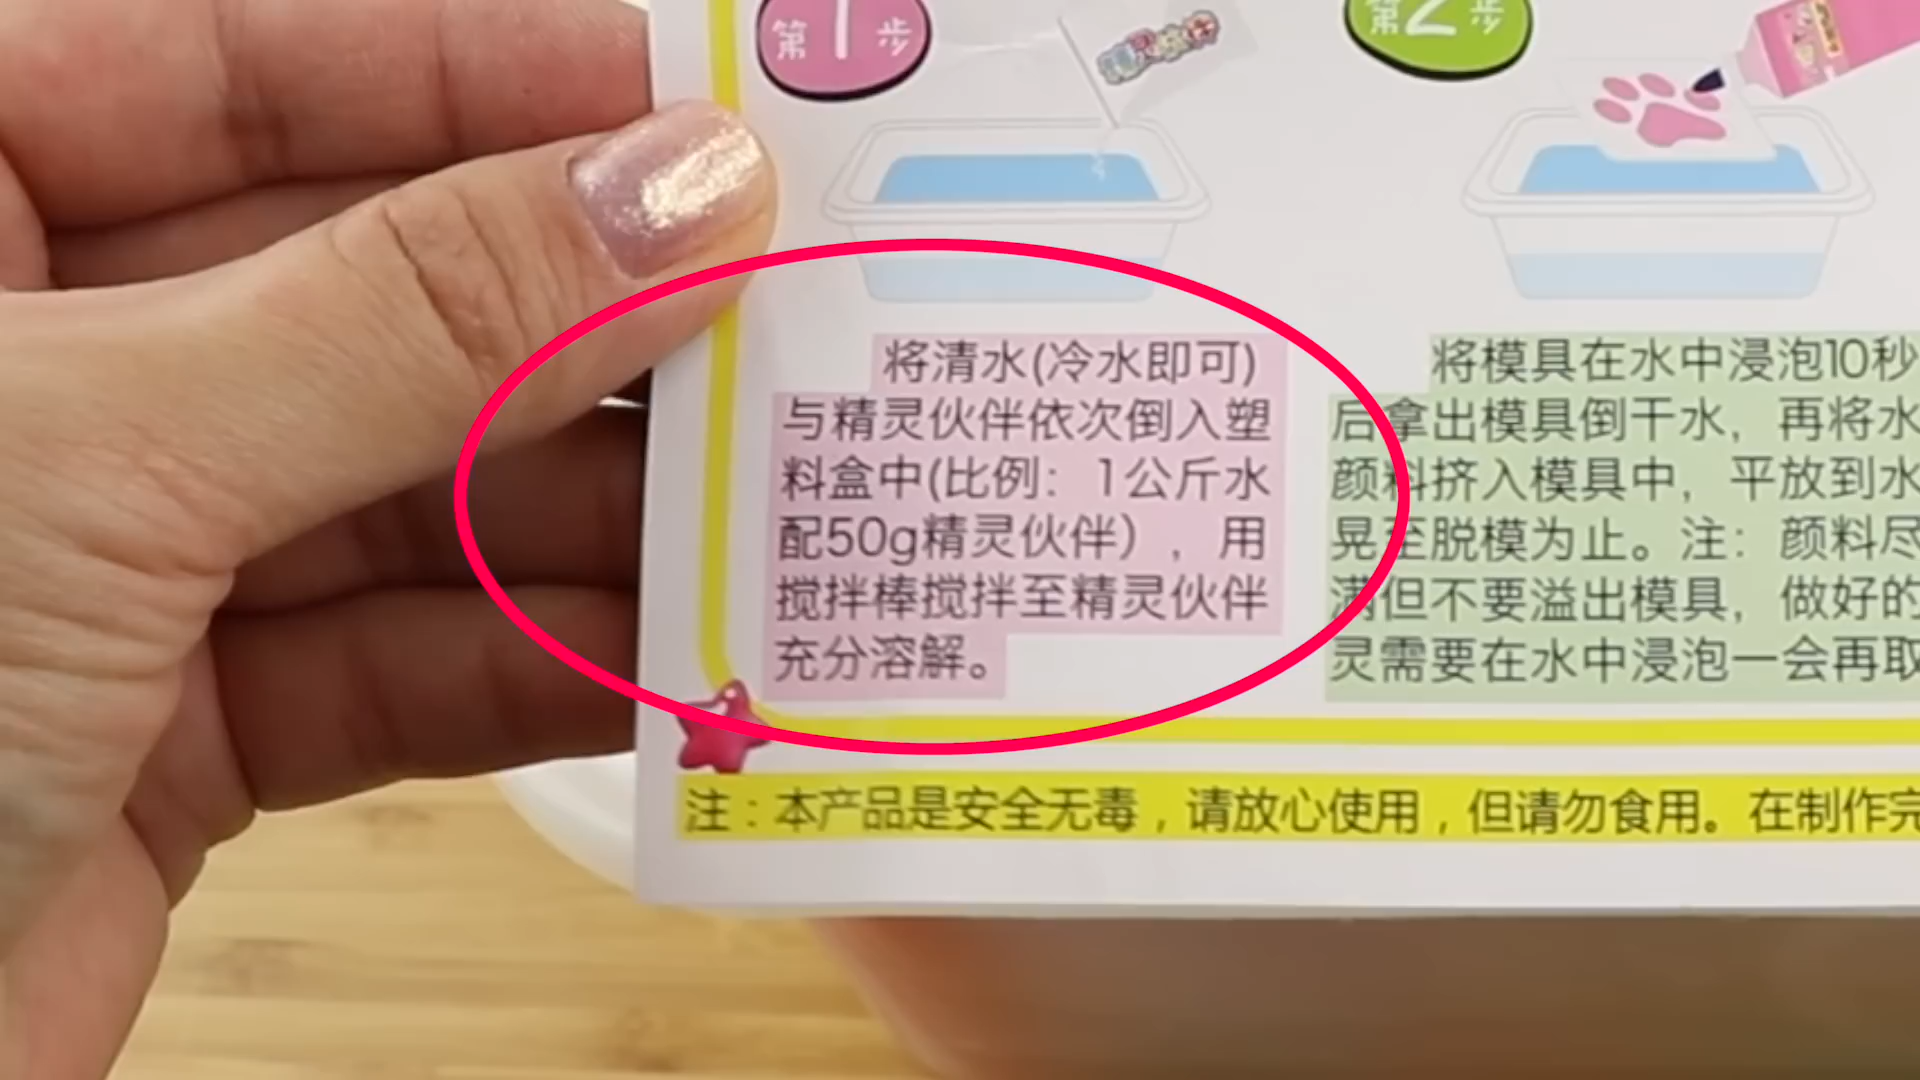 第1步
第2步
将清水(冷水即可)
与精灵伙伴依次倒入塑
料盒中(比例：1公斤水
配50g精灵伙伴），用
搅拌棒搅拌至精灵伙伴
充分溶解。
将模具在水中浸泡10秒
后拿出模具倒干水，再将水
颜料挤入模具中，平放到水
晃至脱模为止。注：颜料尽
满但不要溢出模具，做好的
灵需要在水中浸泡一会再取
注：本产品是安全无毒，请放心使用，但请勿食用。在制作完